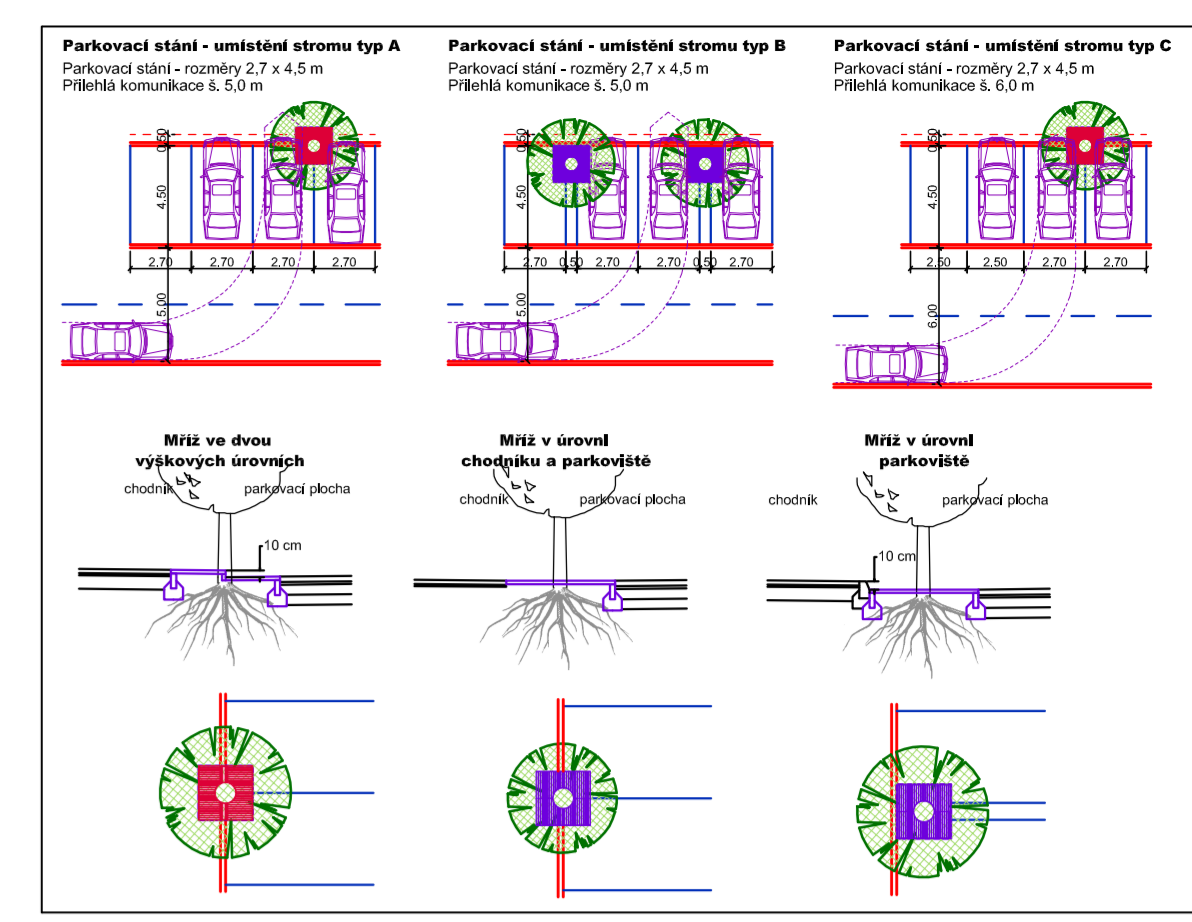 Parkovací stání - umístění stromu typ A
Parkovací stání - rozměry 2,7 x 4,5 m
Přilehlá komunikace š. 5,0 m
0.50
4.50
2,70 2,70 2,70 2,70
5.00
Parkovací stání - umístění stromu typ B
Parkovací stání - rozměry 2,7 x 4,5 m
Přilehlá komunikace š. 5,0 m
0.50
4.50
2,70 0,50 2,70 2,70 0,50 2,70
5.00
Parkovací stání - umístění stromu typ C
Parkovací stání - rozměry 2,7 x 4,5 m
Přilehlá komunikace š. 6,0 m
0.50
4.50
2,50 2,50 2,70 2,70
6.00
Mříž ve dvou
výškových úrovních
chodník parkovací plocha
10 cm
Mříž v úrovni
chodníku a parkoviště
chodník parkovací plocha
Mříž v úrovni
parkoviště
chodník parkovací plocha
10 cm